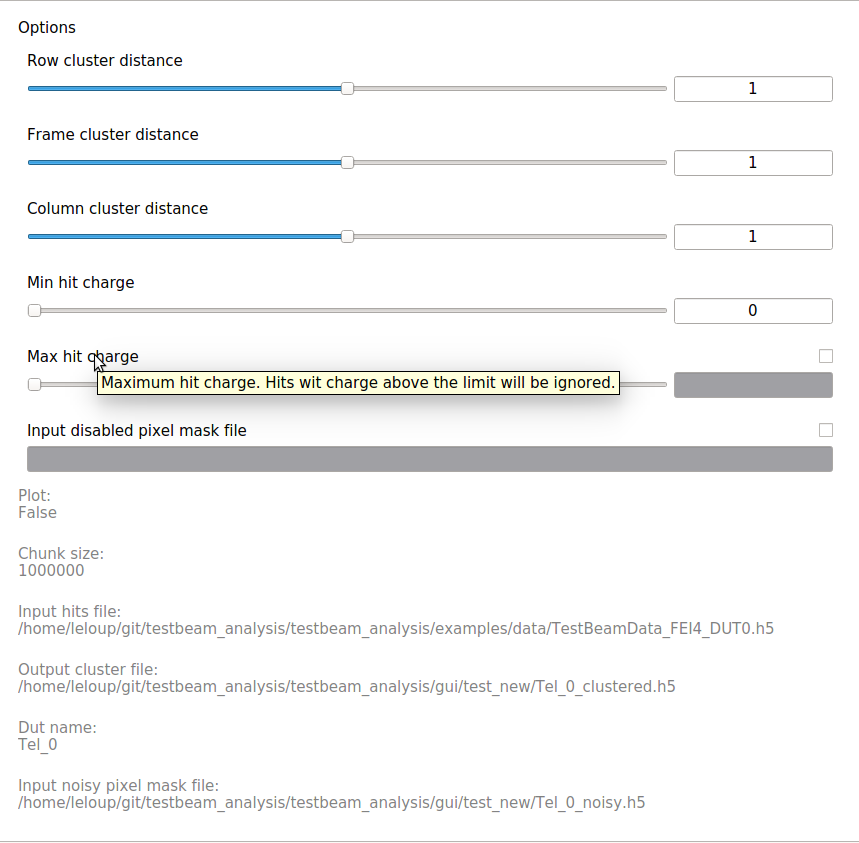 Options
Row cluster distance
1
Frame cluster distance
1
Column cluster distance
1
Min hit charge
0
Max hit charge
Maximum hit charge. Hits wit charge above the limit will be ignored.
Input disabled pixel mask file
Plot:
False
Chunk size:
1000000
Input hits file:
/home/leloup/git/testbeam_analysis/testbeam_analysis/examples/data/TestBeamData_FEI4_DUT0.h5
Output cluster file:
/home/leloup/git/testbeam_analysis/testbeam_analysis/gui/test_new/Tel_0_clustered.h5
Dut name:
Tel_0
Input noisy pixel mask file:
/home/leloup/git/testbeam_analysis/testbeam_analysis/gui/test_new/Tel_0_noisy.h5